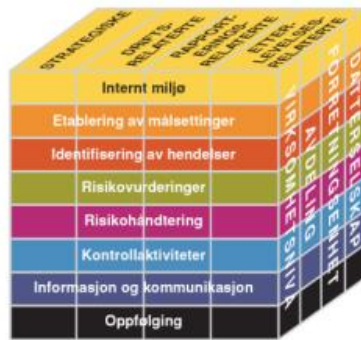 STRATEGISKE
DRIFTS-
RELATERTE
RAPPORT-
ERINGS-
RELATERTE
ETTER-
LEVELSES-
RELATERTE
Internt miljø
Etablering av målsettinger
Identifisering av hendelser
Risikovurderinger
Risikohåndtering
Kontrollaktiviteter
Informasjon og kommunikasjon
Oppfølging
VIRKSOMHETSNIVÅ
AVDELING
FORRETNINGSENHET
DATTERSELSKAP